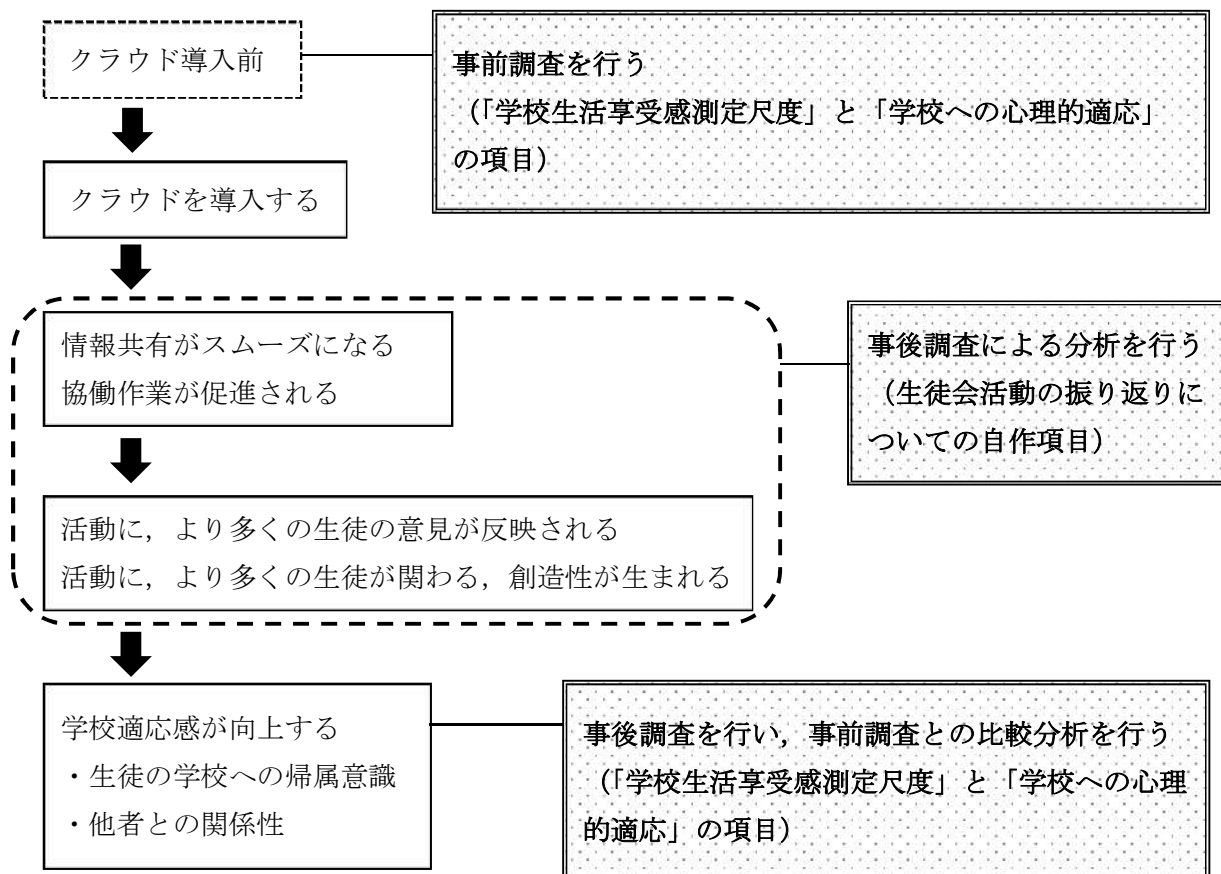 クラウド導入前
事前調査を行う
（「学校生活享受感測定尺度」と「学校への心理的適応」
の項目）
クラウドを導入する
情報共有がスムーズになる
協働作業が促進される
事後調査による分析を行う
（生徒会活動の振り返りに
ついての自作項目）
活動に，より多くの生徒の意見が反映される
活動に，より多くの生徒が関わる，創造性が生まれる
学校適応感が向上する
・生徒の学校への帰属意識
・他者との関係性
事後調査を行い，事前調査との比較分析を行う
（「学校生活享受感測定尺度」と「学校への心理
的適応」の項目）